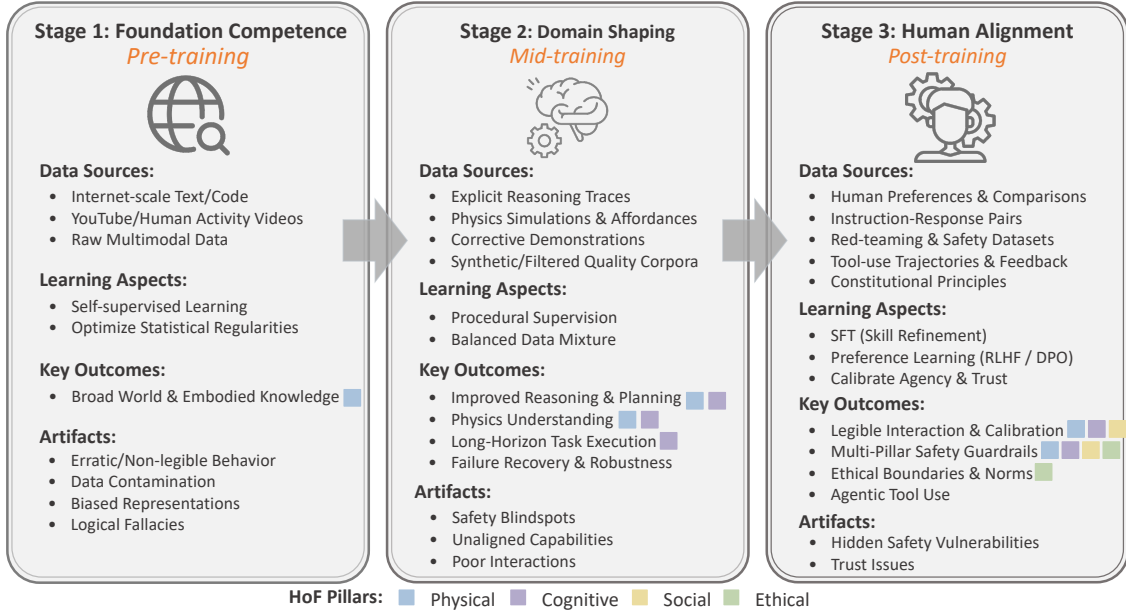 Stage 1: Foundation Competence
Pre-training
Data Sources:
• Internet-scale Text/Code
• YouTube/Human Activity Videos
• Raw Multimodal Data
Learning Aspects:
• Self-supervised Learning
• Optimize Statistical Regularities
Key Outcomes:
• Broad World & Embodied Knowledge
Artifacts:
• Erratic/Non-legible Behavior
• Data Contamination
• Biased Representations
• Logical Fallacies
Stage 2: Domain Shaping
Mid-training
Data Sources:
• Explicit Reasoning Traces
• Physics Simulations & Affordances
• Corrective Demonstrations
• Synthetic/Filtered Quality Corpora
Learning Aspects:
• Procedural Supervision
• Balanced Data Mixture
Key Outcomes:
• Improved Reasoning & Planning
• Physics Understanding
• Long-Horizon Task Execution
• Failure Recovery & Robustness
Artifacts:
• Safety Blindspots
• Unaligned Capabilities
• Poor Interactions
Stage 3: Human Alignment
Post-training
Data Sources:
• Human Preferences & Comparisons
• Instruction-Response Pairs
• Red-teaming & Safety Datasets
• Tool-use Trajectories & Feedback
• Constitutional Principles
Learning Aspects:
• SFT (Skill Refinement)
• Preference Learning (RLHF / DPO)
• Calibrate Agency & Trust
Key Outcomes:
• Legible Interaction & Calibration
• Multi-Pillar Safety Guardrails
• Ethical Boundaries & Norms
• Agentic Tool Use
Artifacts:
• Hidden Safety Vulnerabilities
• Trust Issues
HoF Pillars: Physical Cognitive Social Ethical